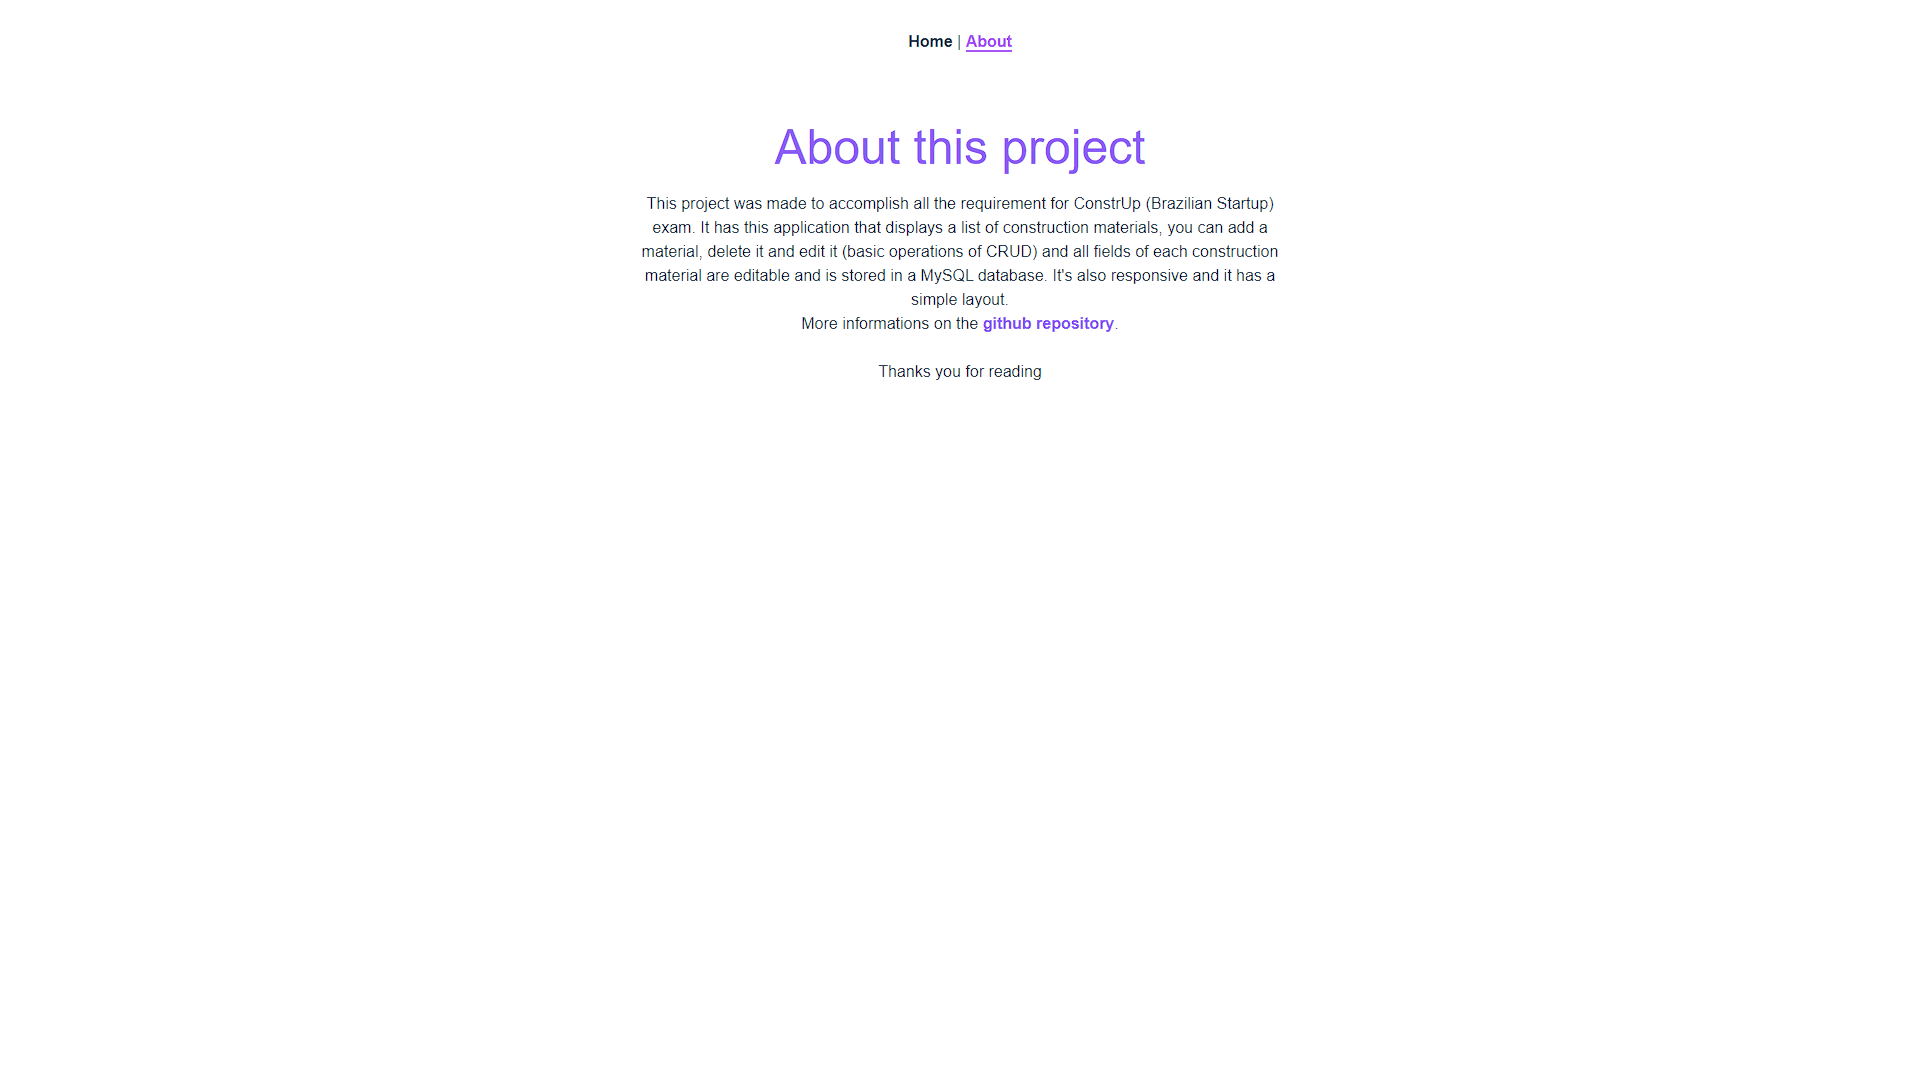 Home | About
About this project
This project was made to accomplish all the requirement for ConstrUp (Brazilian Startup)
exam. It has this application that displays a list of construction materials, you can add a
material, delete it and edit it (basic operations of CRUD) and all fields of each construction
material are editable and is stored in a MySQL database. It's also responsive and it has a
simple layout.
More informations on the github repository.
Thanks you for reading